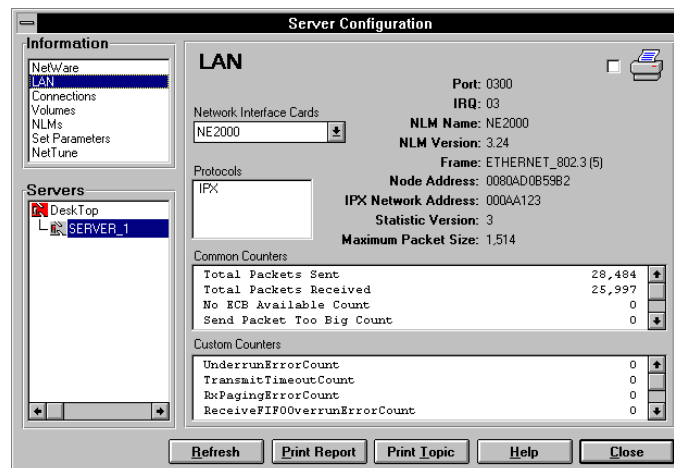 Server Configuration
Information
NetWare
LAN
Connections
Volumes
NLMs
Set Parameters
NetTune
Servers
DeskTop
SERVER_1
LAN
Network Interface Cards
NE2000
Protocols
IPX
Port: 0300
IRQ: 03
NLM Name: NE2000
NLM Version: 3.24
Frame: ETHERNET_802.3 (5)
Node Address: 0080AD0B59B2
IPX Network Address: 000AA123
Statistic Version: 3
Maximum Packet Size: 1,514
Common Counters
Total Packets Sent 28,484
Total Packets Received 25,997
No ECB Available Count 0
Send Packet Too Big Count 0
Custom Counters
UnderrunErrorCount 0
TransmitTimeoutCount 0
RxPagingErrorCount 0
ReceiveFIFOOverrunErrorCount 0
Refresh
Print Report
Print Topic
Help
Close